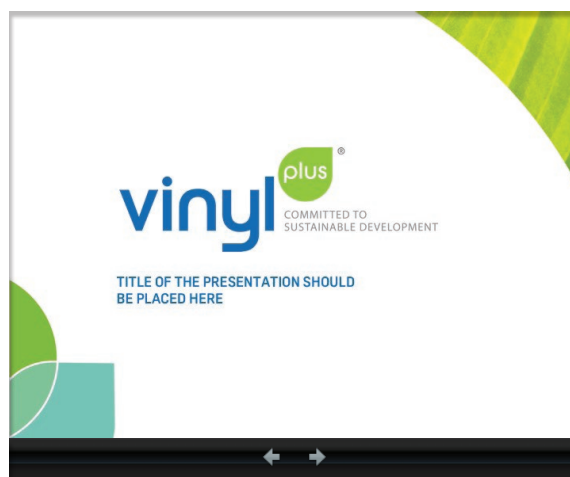 vinyl plus ®
COMMITTED TO
SUSTAINABLE DEVELOPMENT
TITLE OF THE PRESENTATION SHOULD
BE PLACED HERE